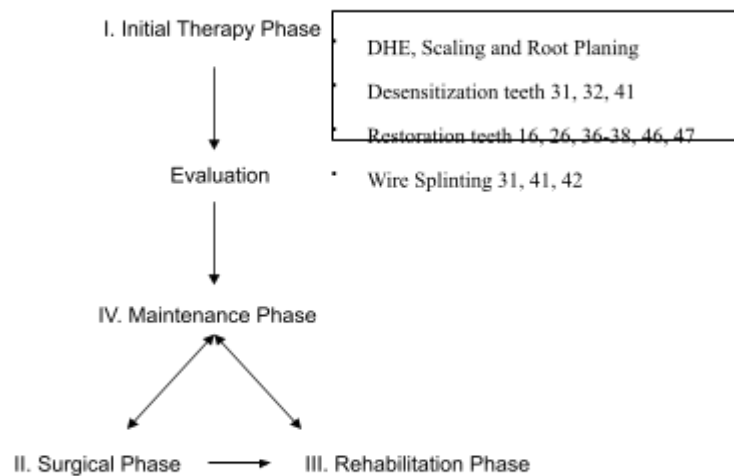 I. Initial Therapy Phase
DHE, Scaling and Root Planing
Desensitization teeth 31, 32, 41
Restoration teeth 16, 26, 36-38, 46, 47
Wire Splinting 31, 41, 42
Evaluation
IV. Maintenance Phase
II. Surgical Phase
III. Rehabilitation Phase